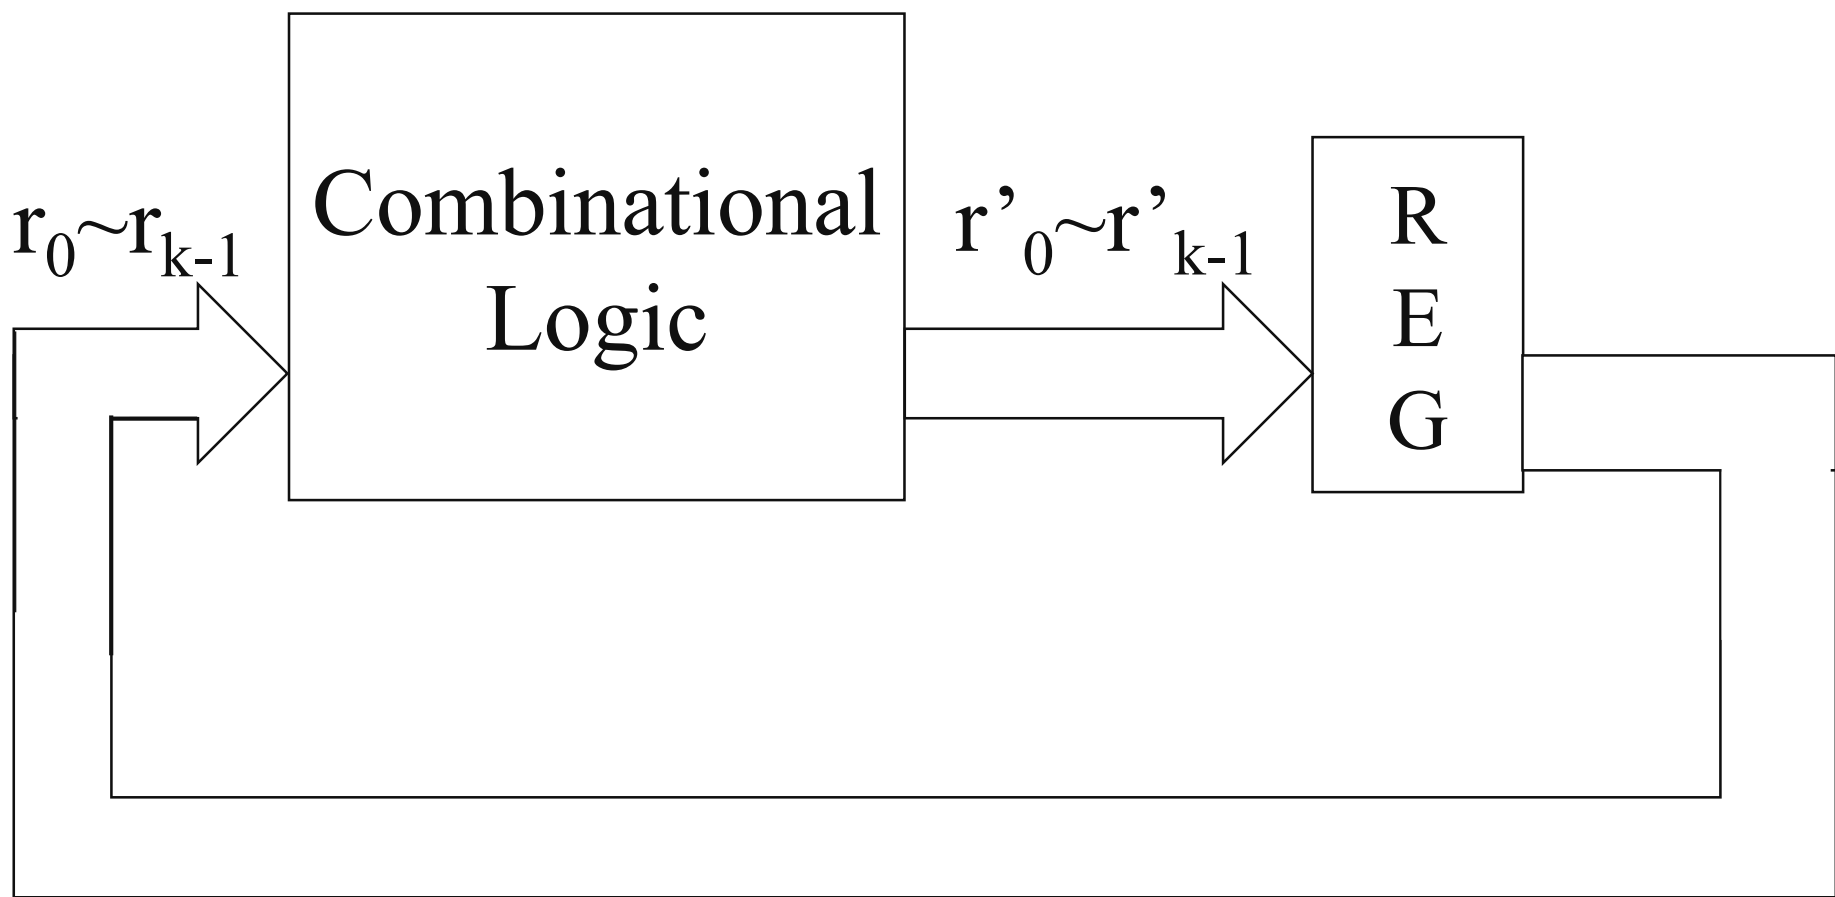 r₀~rₖ₋₁
Combinational
Logic
r’₀~r’ₖ₋₁
R
E
G